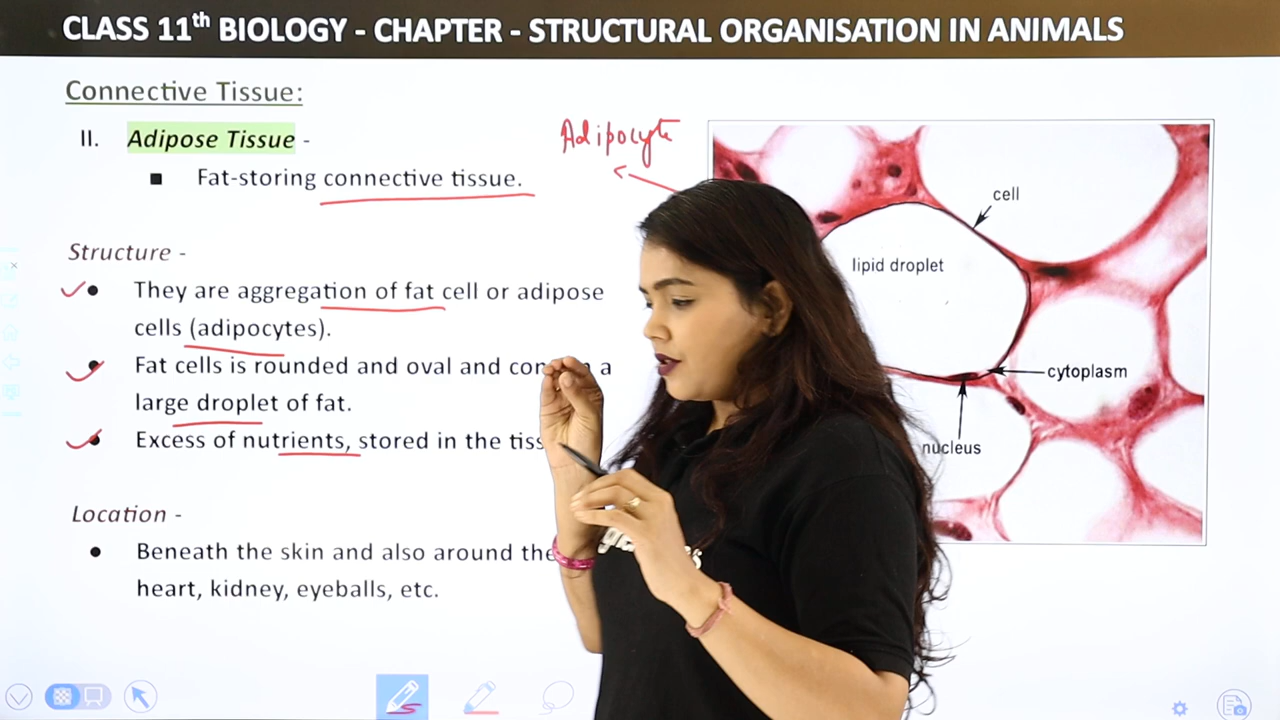 CLASS 11th BIOLOGY - CHAPTER - STRUCTURAL ORGANISATION IN ANIMALS
Connective Tissue:
II. Adipose Tissue -
■ Fat-storing connective tissue.
Adipocyte
Structure -
• They are aggregation of fat cell or adipose
cells (adipocytes).
• Fat cells is rounded and oval and a
large droplet of fat.
• Excess of nutrients, stored in the
Location -
• Beneath the skin and also around the
heart, kidney, eyeballs, etc.
cell
lipid droplet
cytoplasm
nucleus